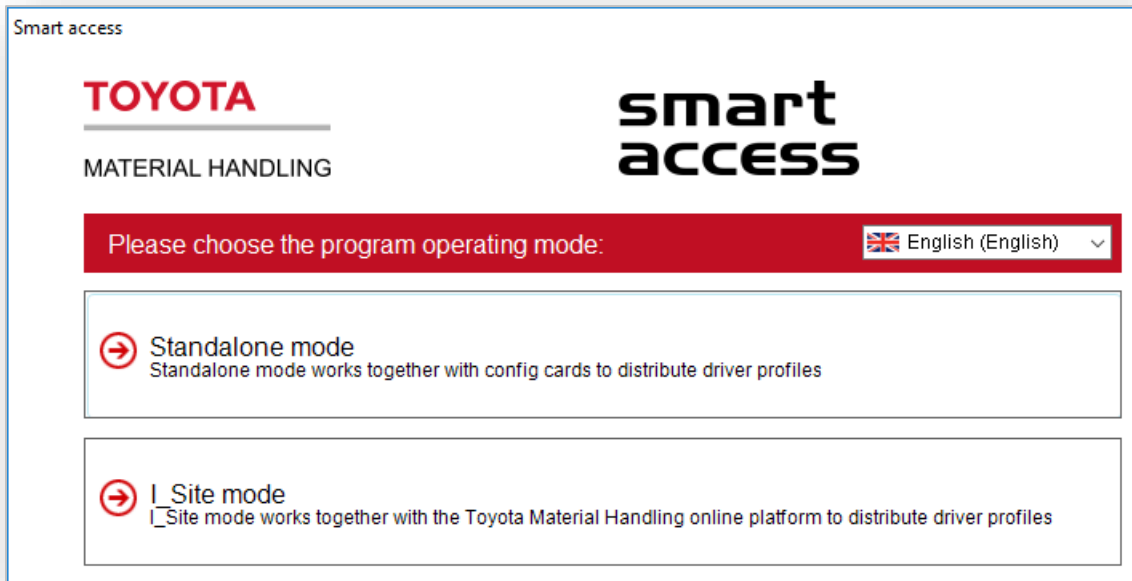 Smart access
TOYOTA
MATERIAL HANDLING
smart
access
Please choose the program operating mode:
English (English)
Standalone mode
Standalone mode works together with config cards to distribute driver profiles
I_Site mode
I_Site mode works together with the Toyota Material Handling online platform to distribute driver profiles